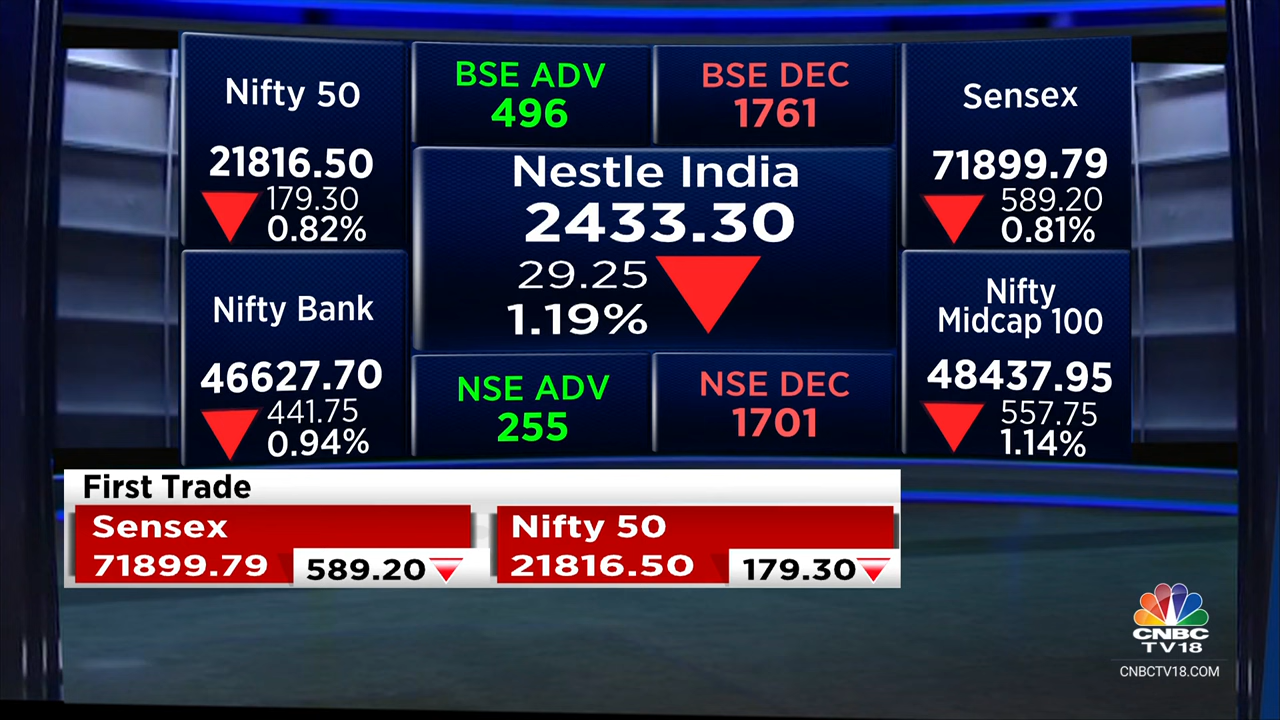 Nifty 50
21816.50
179.30
0.82%
BSE ADV
496
BSE DEC
1761
Sensex
71899.79
589.20
0.81%
Nestle India
2433.30
29.25
1.19%
Nifty Bank
46627.70
441.75
0.94%
NSE ADV
255
NSE DEC
1701
Nifty
Midcap 100
48437.95
557.75
1.14%
First Trade
Sensex
71899.79 589.20
Nifty 50
21816.50 179.30
CNBC
TV18
CNBCTV18.COM